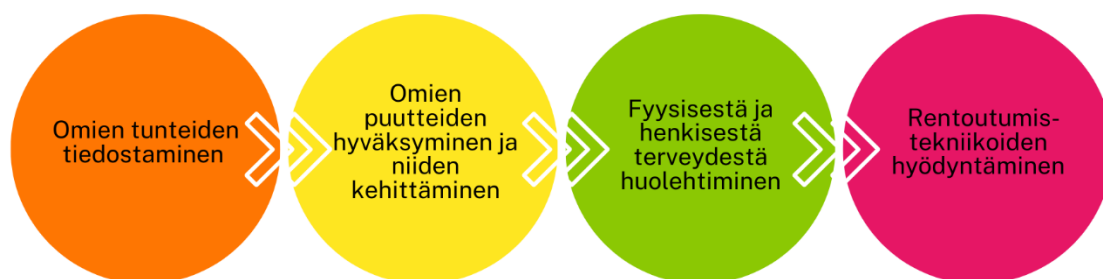 Omien tunteiden
tiedostaminen
Omien
puutteiden
hyväksyminen ja
niiden
kehittäminen
Fyysisestä ja
henkisestä
terveydestä
huolehtiminen
Rentoutumis-
tekniikoiden
hyödyntäminen